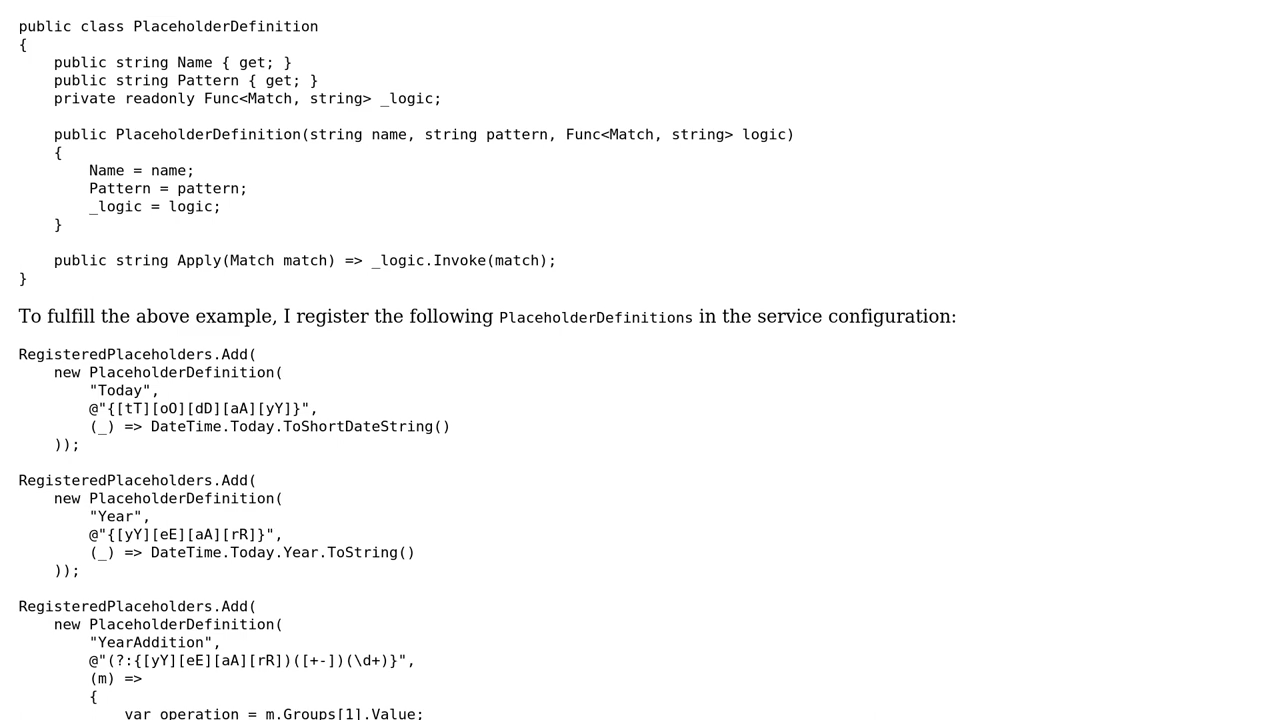 public class PlaceholderDefinition
{
    public string Name { get; }
    public string Pattern { get; }
    private readonly Func<Match, string> _logic;

    public PlaceholderDefinition(string name, string pattern, Func<Match, string> logic)
    {
        Name = name;
        Pattern = pattern;
        _logic = logic;
    }

    public string Apply(Match match) => _logic.Invoke(match);
}
To fulfill the above example, I register the following PlaceholderDefinitions in the service configuration:
RegisteredPlaceholders.Add(
    new PlaceholderDefinition(
        "Today",
        @"{[tT][oO][dD][aA][yY]}",
        (_) => DateTime.Today.ToShortDateString()
    ));

RegisteredPlaceholders.Add(
    new PlaceholderDefinition(
        "Year",
        @"{[yY][eE][aA][rR]}",
        (_) => DateTime.Today.Year.ToString()
    ));

RegisteredPlaceholders.Add(
    new PlaceholderDefinition(
        "YearAddition",
        @"(?:{[yY][eE][aA][rR])([+-])(\d+)}",
        (m) =>
        {
            var operation = m.Groups[1].Value;